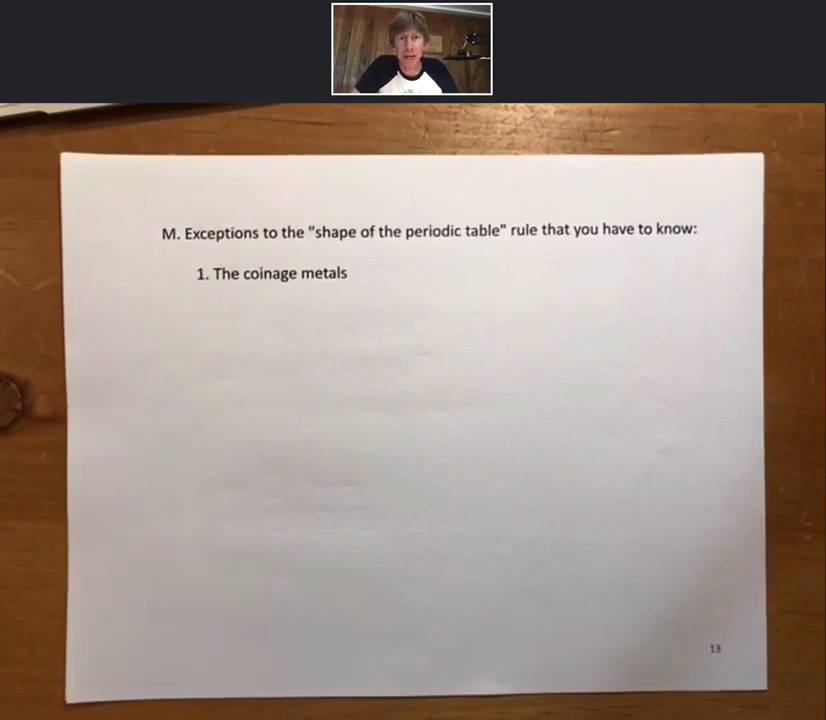 M. Exceptions to the "shape of the periodic table" rule that you have to know:
1. The coinage metals
13